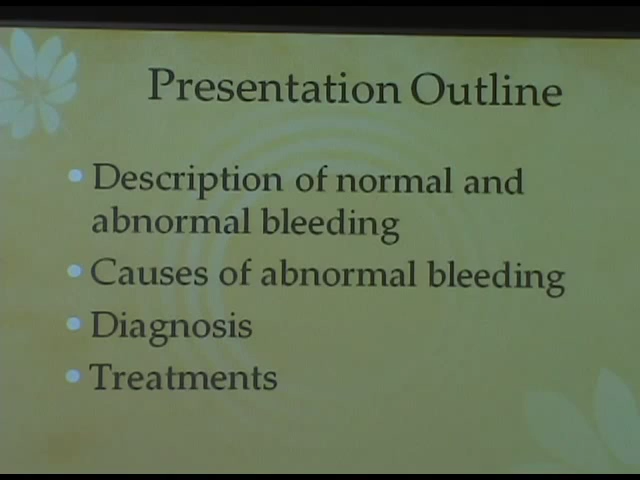 Presentation Outline
• Description of normal and
abnormal bleeding
• Causes of abnormal bleeding
• Diagnosis
• Treatments